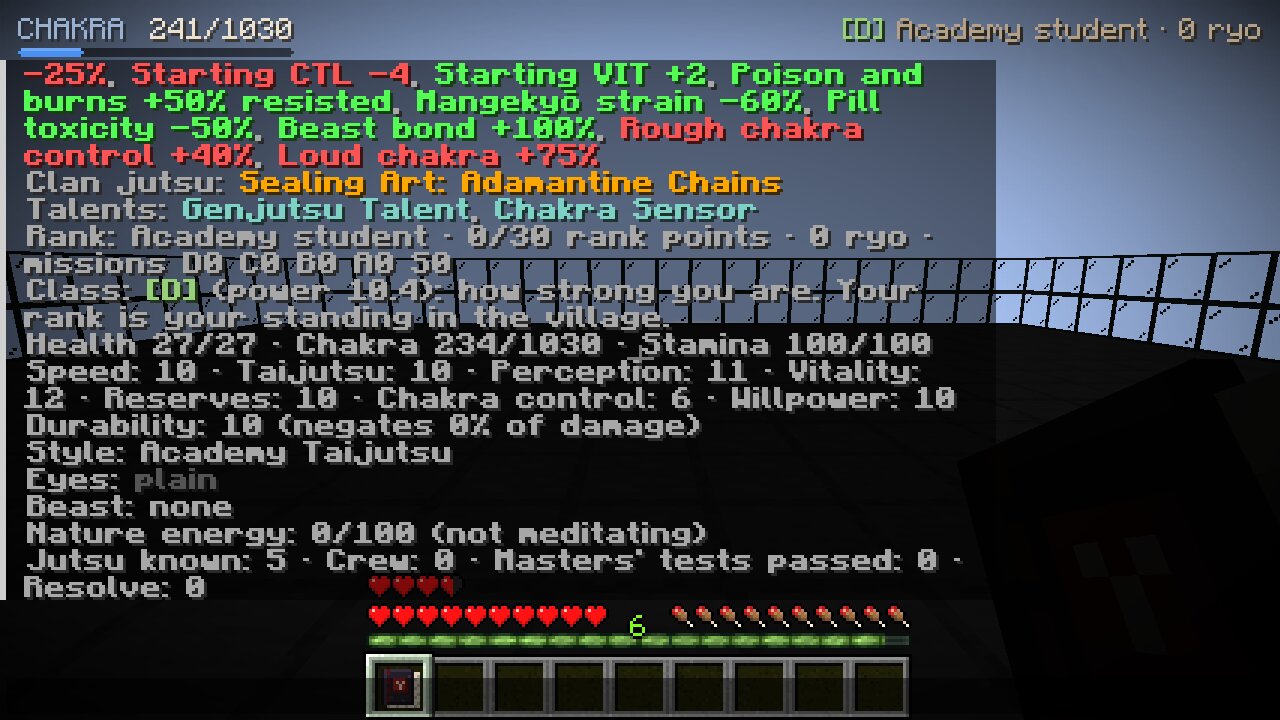 CHAKRA 241/1030
[D] Academy student · 0 ryo
-25%, Starting CTL -4, Starting VIT +2, Poison and
burns +50% resisted, Mangekyō strain -60%, Pill
toxicity -50%, Beast bond +100%, Rough chakra
control +40%, Loud chakra +75%
Clan jutsu: Sealing Art: Adamantine Chains
Talents: Genjutsu Talent, Chakra Sensor
Rank: Academy student · 0/30 rank points · 0 ryo ·
missions D0 C0 B0 A0 S0
Class: [D] (power 10.4): how strong you are. Your
rank is your standing in the village.
Health 27/27 · Chakra 234/1030 · Stamina 100/100
Speed: 10 · Taijutsu: 10 · Perception: 11 · Vitality:
12 · Reserves: 10 · Chakra control: 6 · Willpower: 10
Durability: 10 (negates 0% of damage)
Style: Academy Taijutsu
Eyes: plain
Beast: none
Nature energy: 0/100 (not meditating)
Jutsu known: 5 · Crew: 0 · Masters' tests passed: 0 ·
Resolve: 0
6